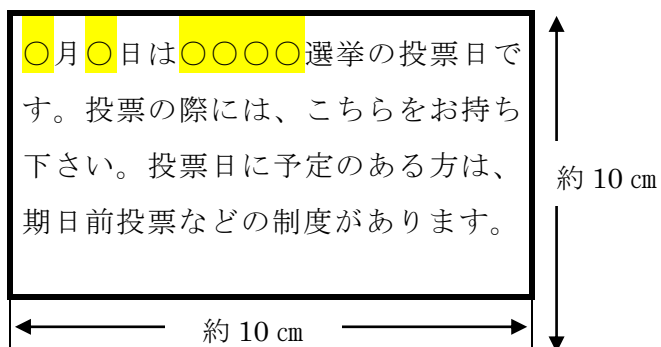 ○月○日は○○○○選挙の投票日で
す。投票の際には、こちらをお持ち
下さい。投票日に予定のある方は、
期日前投票などの制度があります。
約 10 ㎝
約 10 ㎝